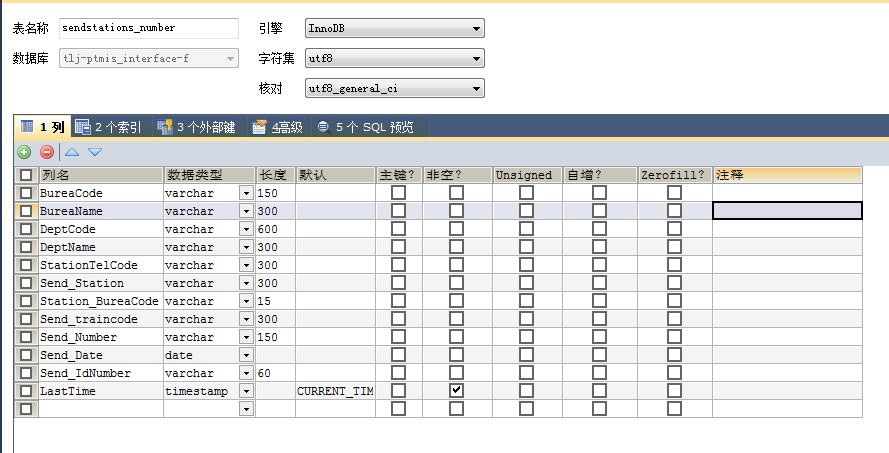 表名称 sendstations_number 引擎 InnoDB
数据库 tlj-ptmis_interface-f 字符集 utf8
核对 utf8_general_ci
1 列 2 个索引 3 个外部键 4高级 5 个 SQL 预览
列名 数据类型 长度 默认 主键? 非空? Unsigned 自增? Zerofill? 注释
BureaCode varchar 150
BureaName varchar 300
DeptCode varchar 600
DeptName varchar 300
StationTelCode varchar 300
Send_Station varchar 300
Station_BureaCode varchar 15
Send_traincode varchar 300
Send_Number varchar 150
Send_Date date
Send_IdNumber varchar 60
LastTime timestamp CURRENT_TIM